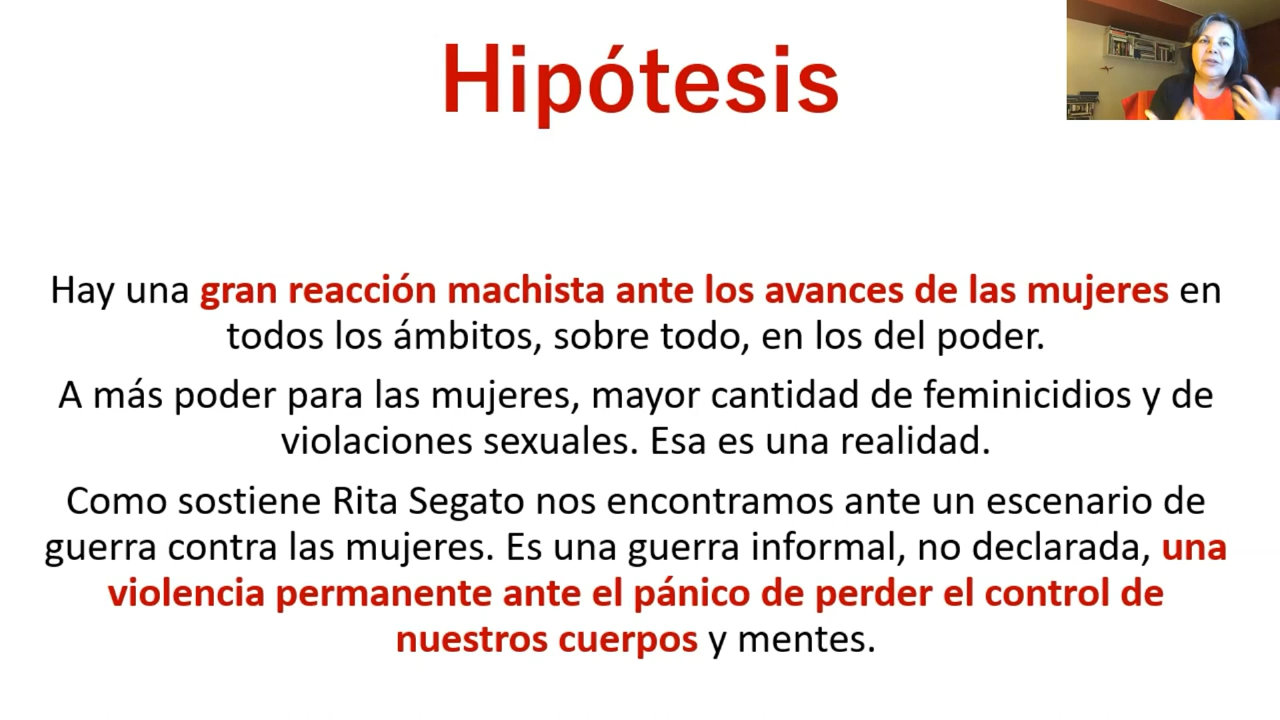 Hipótesis
Hay una gran reacción machista ante los avances de las mujeres en
todos los ámbitos, sobre todo, en los del poder.
A más poder para las mujeres, mayor cantidad de feminicidios y de
violaciones sexuales. Esa es una realidad.
Como sostiene Rita Segato nos encontramos ante un escenario de
guerra contra las mujeres. Es una guerra informal, no declarada, una
violencia permanente ante el pánico de perder el control de
nuestros cuerpos y mentes.